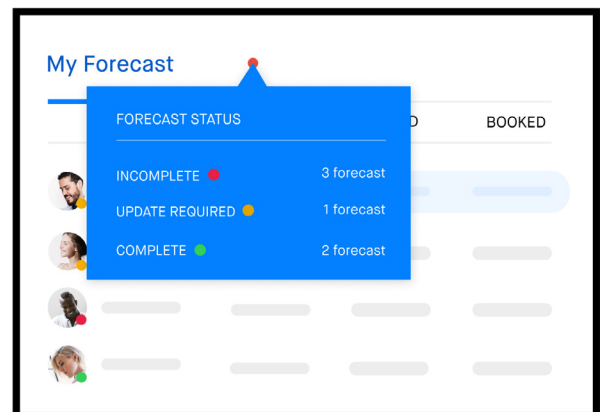 My Forecast
FORECAST STATUS
D BOOKED
INCOMPLETE 3 forecast
UPDATE REQUIRED 1 forecast
COMPLETE 2 forecast